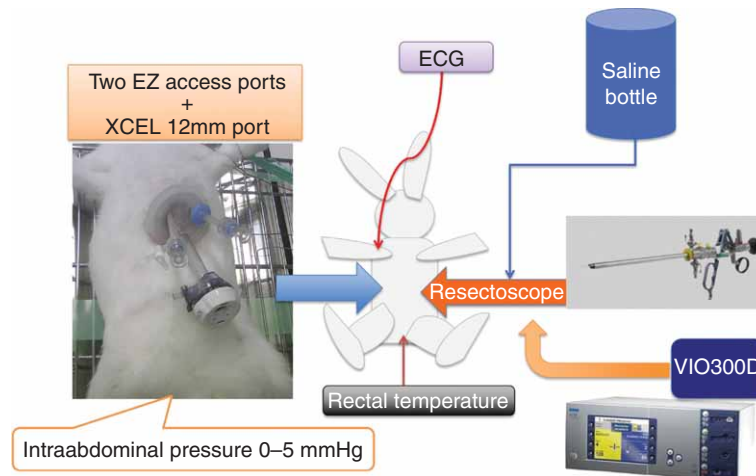 ECG
Saline
bottle
Two EZ access ports
+
XCEL 12mm port
Resectoscope
VIO300D
Rectal temperature
Intraabdominal pressure 0–5 mmHg